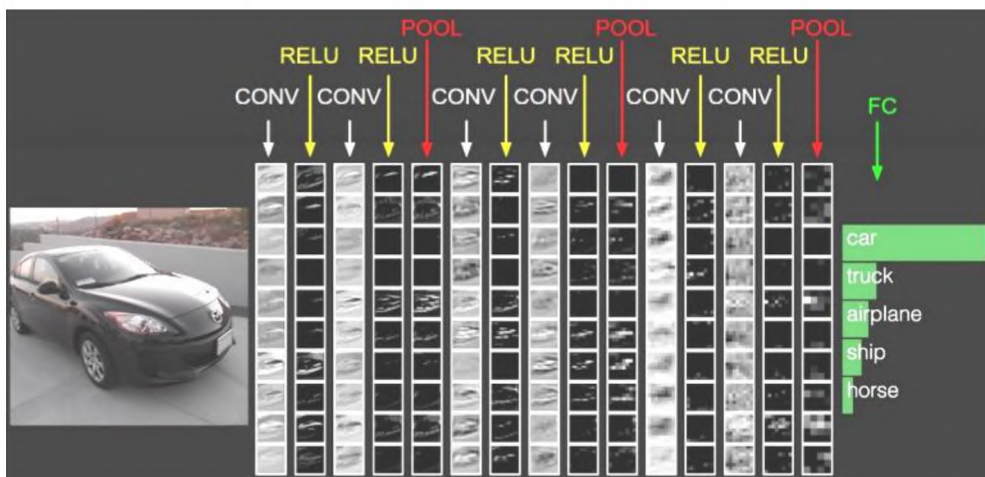 POOL POOL POOL
RELU RELU RELU RELU RELU RELU
CONV CONV CONV CONV CONV CONV
FC
car
truck
airplane
ship
horse